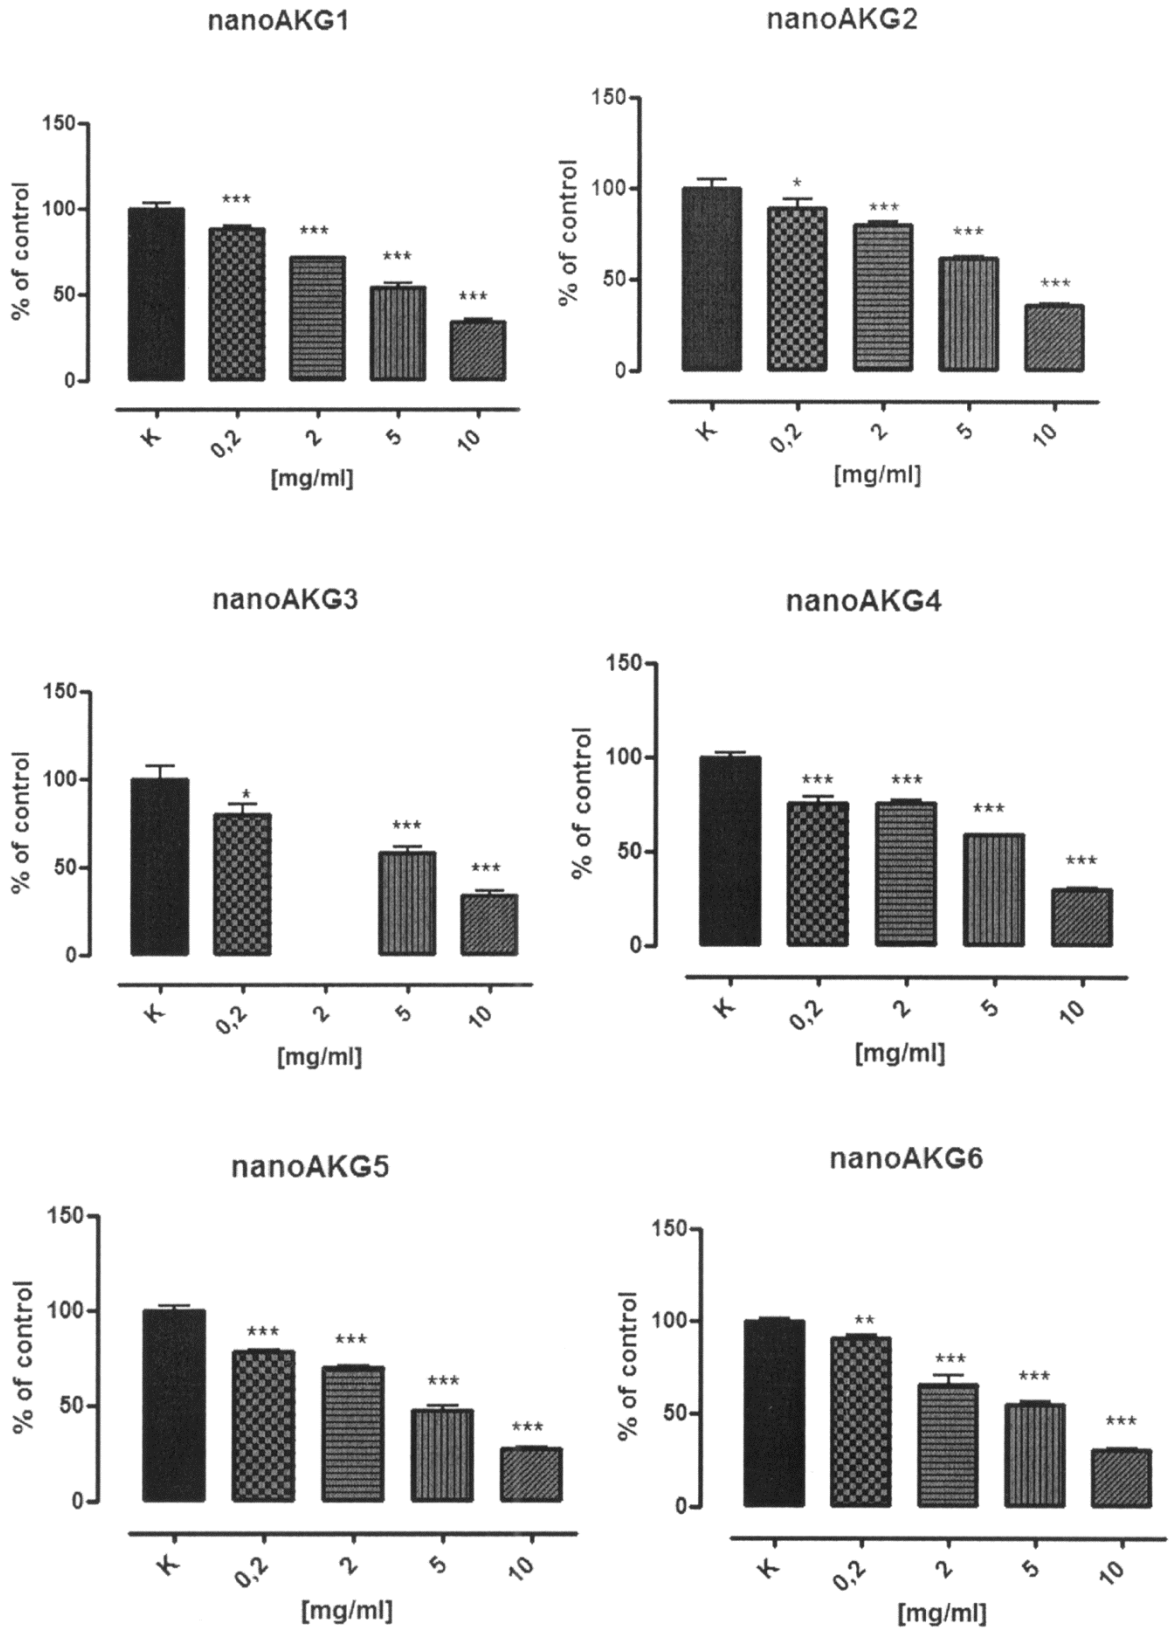 nanoAKG1
150
100
50
0
% of control
***
***
***
***
K
0,2
2
5
10
[mg/ml]
nanoAKG2
150
100
50
0
% of control
*
***
***
***
K
0,2
2
5
10
[mg/ml]
nanoAKG3
150
100
50
0
% of control
*
***
***
K
0,2
2
5
10
[mg/ml]
nanoAKG4
150
100
50
0
% of control
***
***
***
***
K
0,2
2
5
10
[mg/ml]
nanoAKG5
150
100
50
0
% of control
***
***
***
***
K
0,2
2
5
10
[mg/ml]
nanoAKG6
150
100
50
0
% of control
**
***
***
***
K
0,2
2
5
10
[mg/ml]